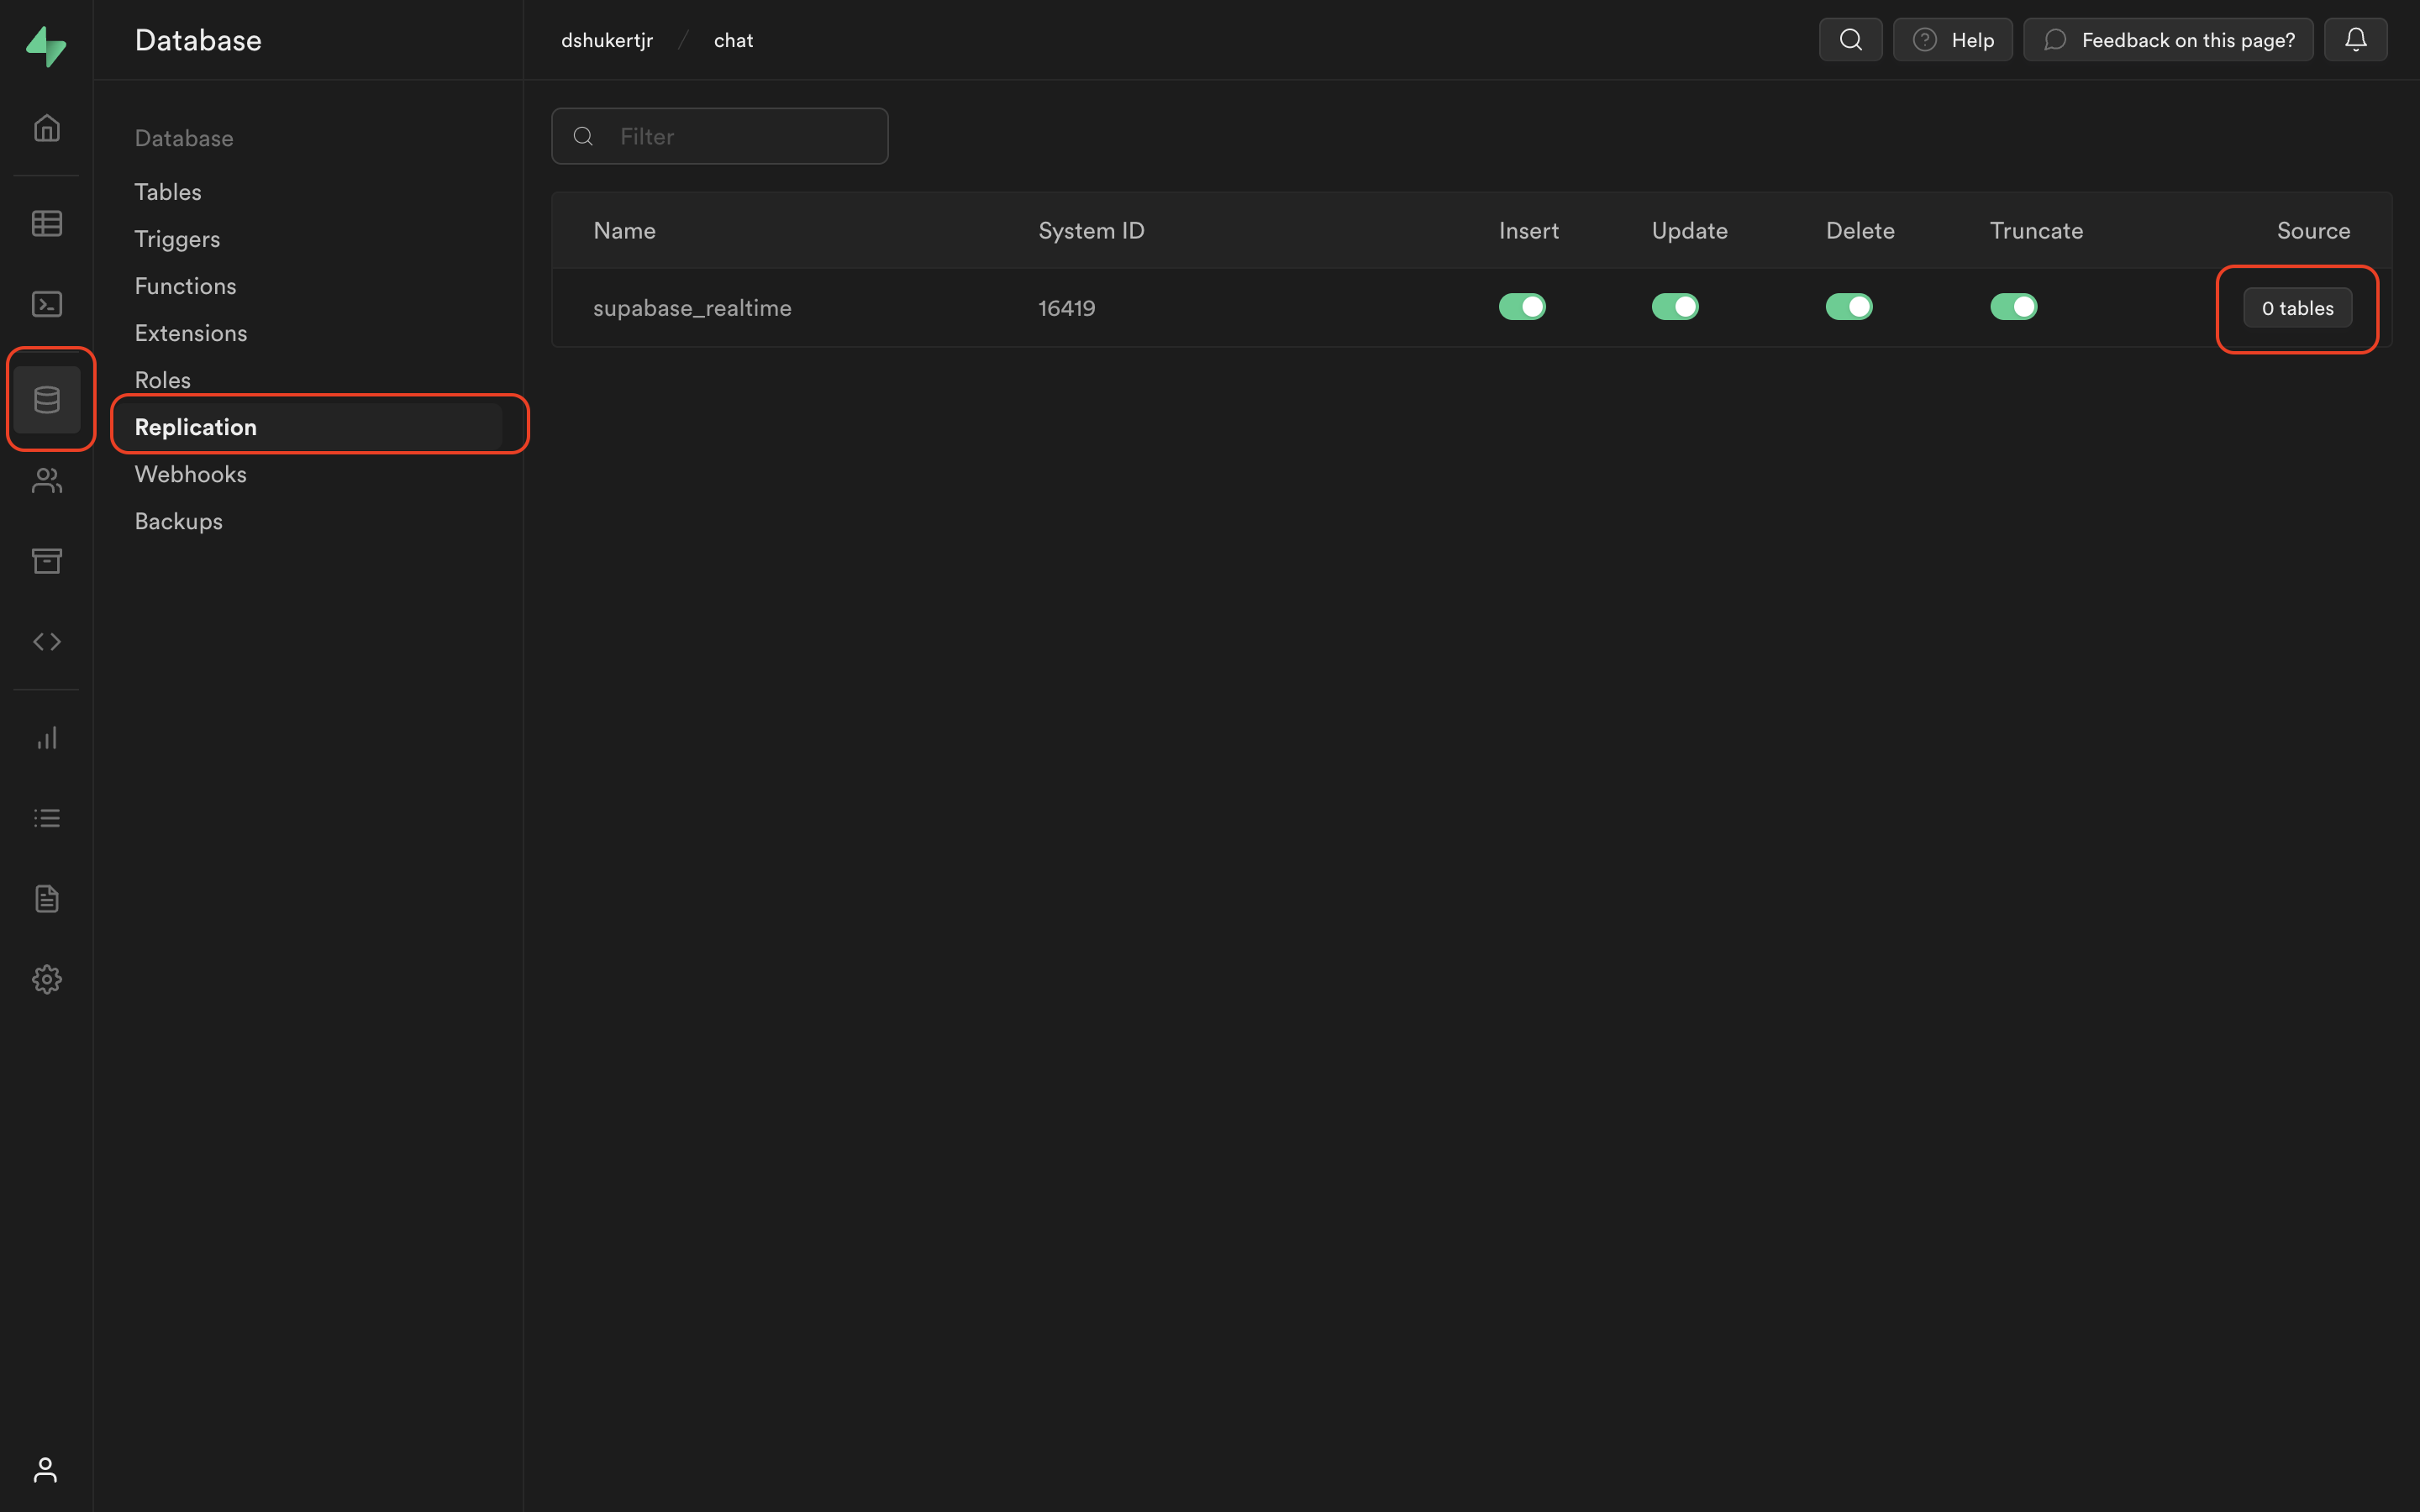 Database
dshukertjr / chat
Help
Feedback on this page?
Database
Tables
Triggers
Functions
Extensions
Roles
Replication
Webhooks
Backups
Filter
Name System ID Insert Update Delete Truncate Source
supabase_realtime 16419 0 tables